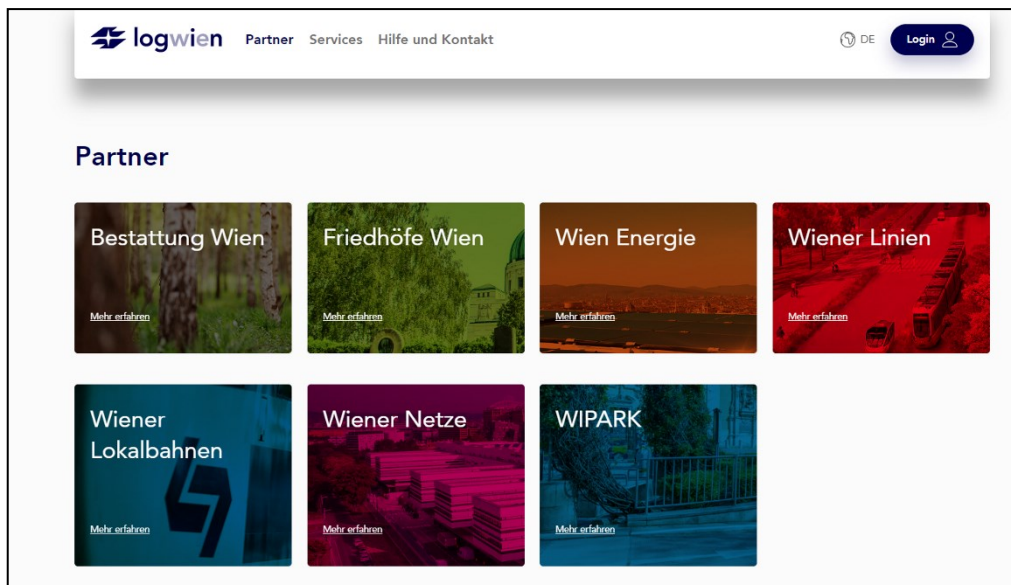 logwien Partner Services Hilfe und Kontakt DE Login
Partner
Bestattung Wien
Mehr erfahren
Friedhöfe Wien
Mehr erfahren
Wien Energie
Mehr erfahren
Wiener Linien
Mehr erfahren
Wiener
Lokalbahnen
Mehr erfahren
Wiener Netze
Mehr erfahren
WIPARK
Mehr erfahren